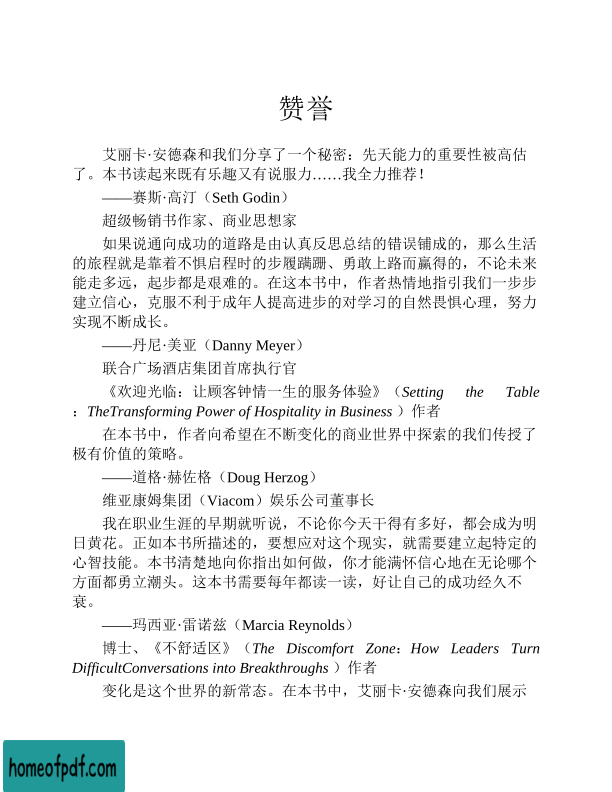 赞誉
艾丽卡·安德森和我们分享了一个秘密：先天能力的重要性被高估
了。本书读起来既有乐趣又有说服力……我全力推荐！
——赛斯·高汀（Seth Godin）
超级畅销书作家、商业思想家
如果说通向成功的道路是由认真反思总结的错误铺成的，那么生活
的旅程就是靠着不惧启程时的步履蹒跚、勇敢上路而赢得的，不论未来
能走多远，起步都是艰难的。在这本书中，作者热情地指引我们一步步
建立信心，克服不利于成年人提高进步的对学习的自然畏惧心理，努力
实现不断成长。
——丹尼·美亚（Danny Meyer）
联合广场酒店集团首席执行官
《欢迎光临：让顾客钟情一生的服务体验》（Setting the Table
：TheTransforming Power of Hospitality in Business ）作者
在本书中，作者向希望在不断变化的商业世界中探索的我们传授了
极有价值的策略。
——道格·赫佐格（Doug Herzog）
维亚康姆集团（Viacom）娱乐公司董事长
我在职业生涯的早期就听说，不论你今天干得有多好，都会成为明
日黄花。正如本书所描述的，要想应对这个现实，就需要建立起特定的
心智技能。本书清楚地向你指出如何做，你才能满怀信心地在无论哪个
方面都勇立潮头。这本书需要每年都读一读，好让自己的成功经久不
衰。
——玛西亚·雷诺兹（Marcia Reynolds）
博士、《不舒适区》（The Discomfort Zone：How Leaders Turn
DifficultConversations into Breakthroughs ）作者
变化是这个世界的新常态。在本书中，艾丽卡·安德森向我们展示
homeofpdf.com